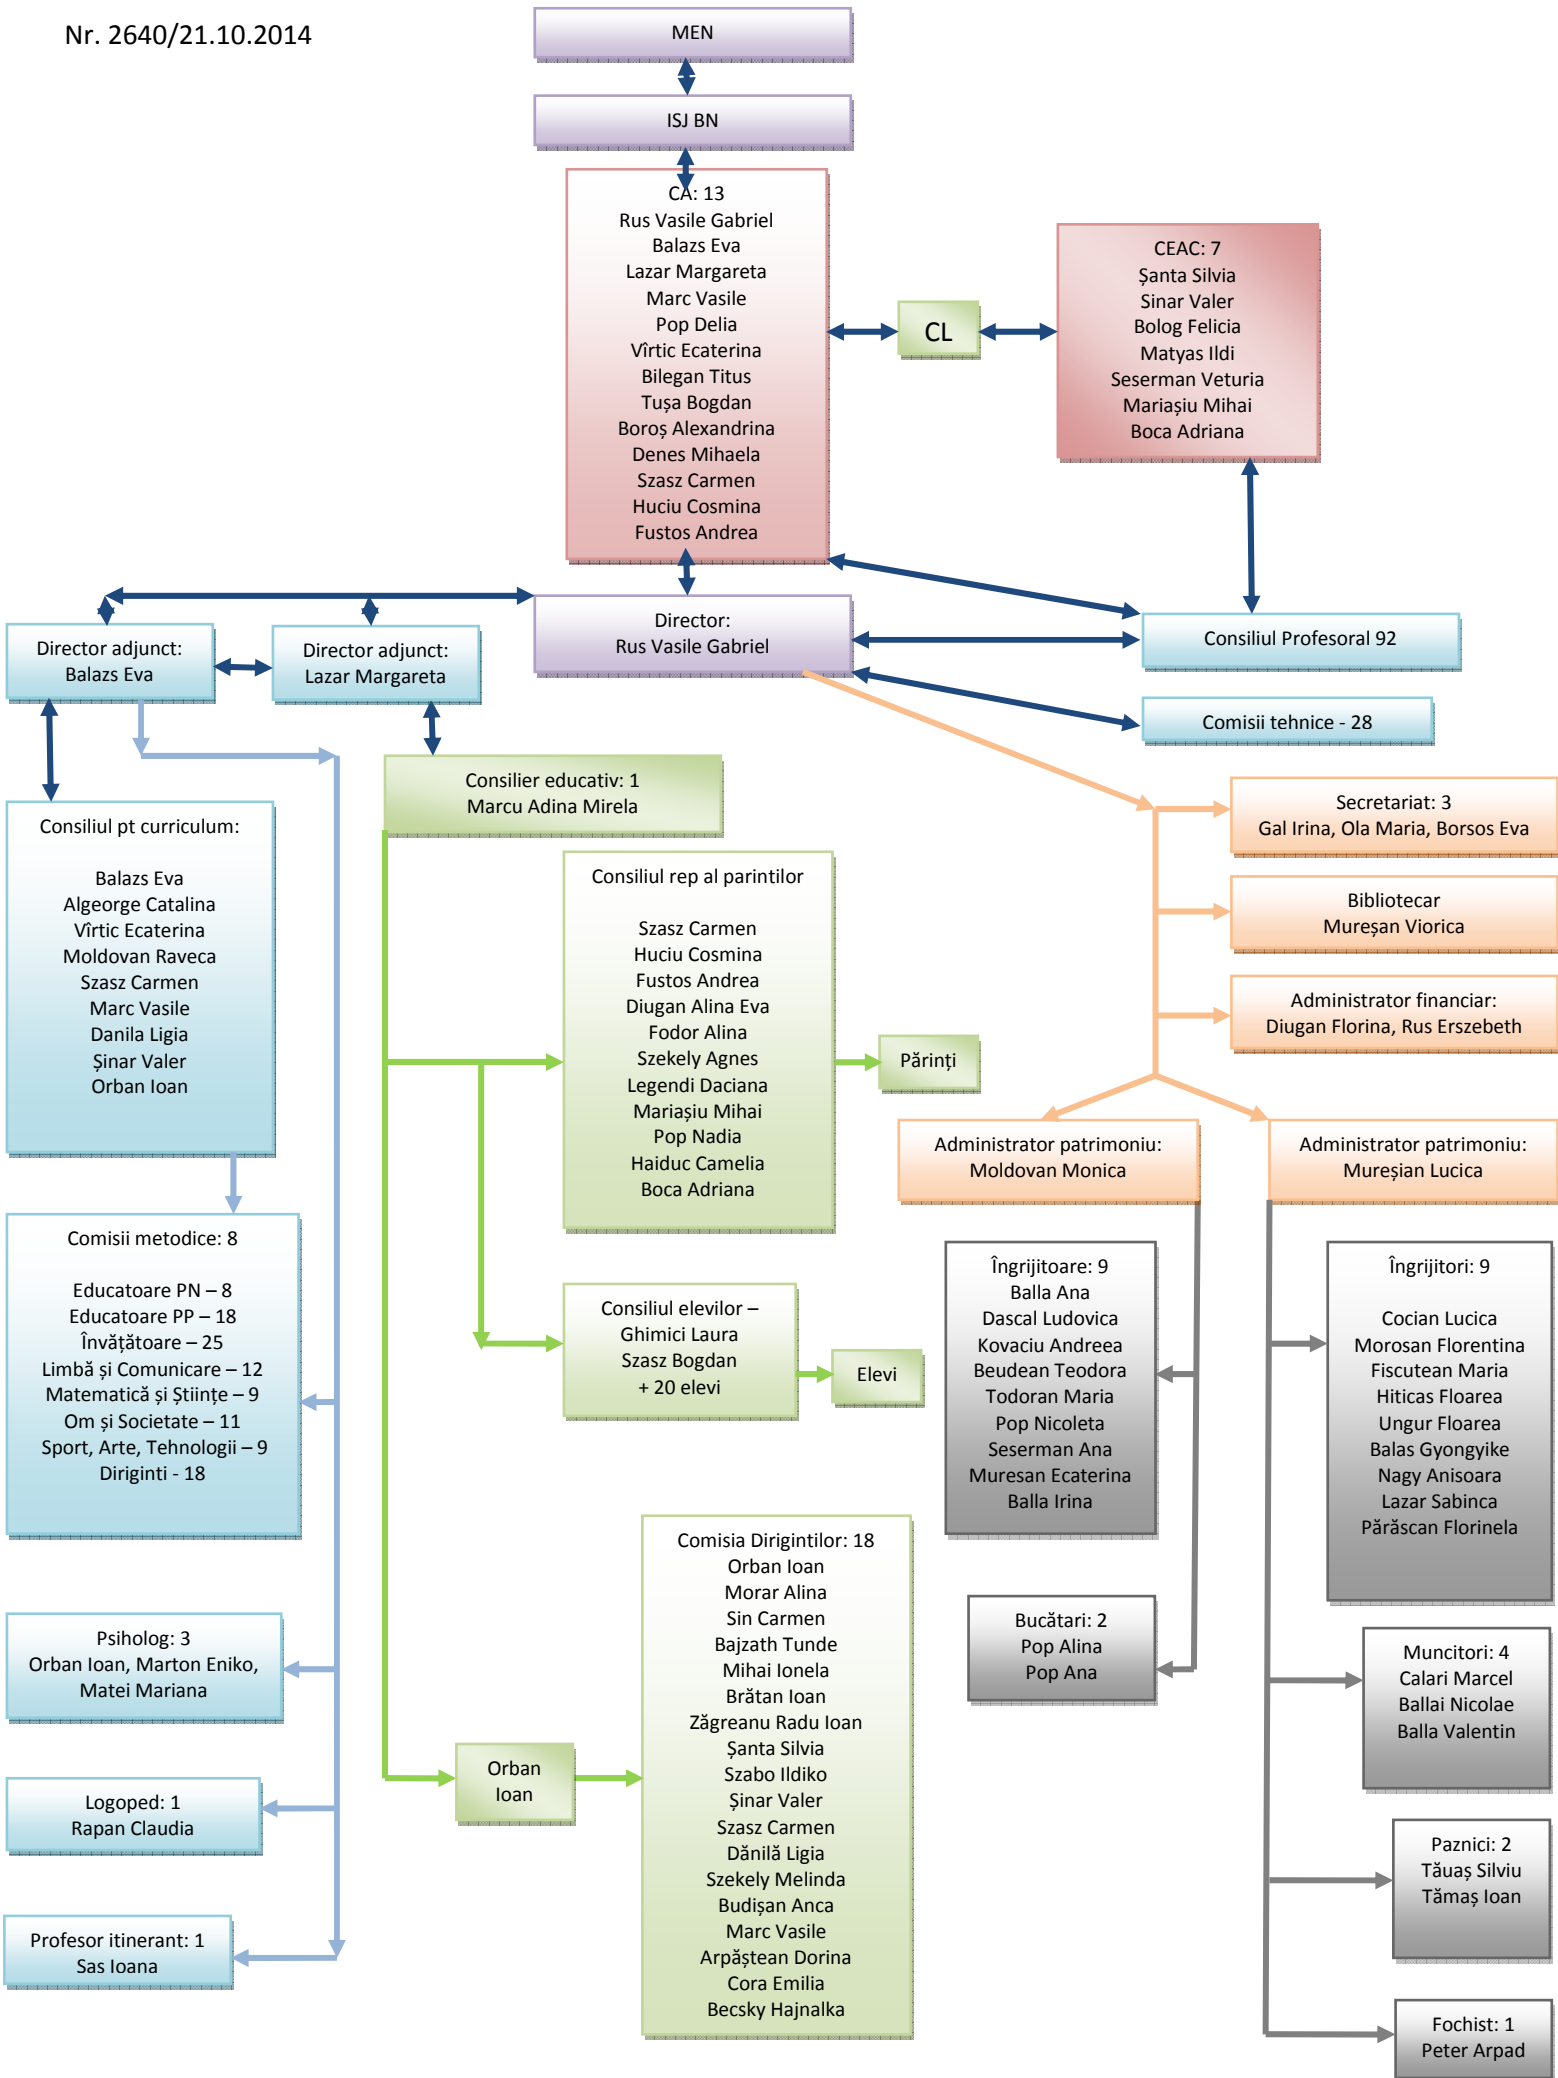 Nr. 2640/21.10.2014
MEN
ISJ BN
CA: 13
Rus Vasile Gabriel
Balazs Eva
Lazar Margareta
Marc Vasile
Pop Delia
Vîrtic Ecaterina
Bilegan Titus
Tușa Bogdan
Boroș Alexandrina
Denes Mihaela
Szasz Carmen
Huciu Cosmina
Fustos Andrea
CL
CEAC: 7
Șanta Silvia
Sinar Valer
Bolog Felicia
Matyas Ildi
Seserman Veturia
Mariașiu Mihai
Boca Adriana
Director adjunct:
Balazs Eva
Director adjunct:
Lazar Margareta
Director:
Rus Vasile Gabriel
Consiliul Profesoral 92
Comisii tehnice - 28
Consilier educativ: 1
Marcu Adina Mirela
Secretariat: 3
Gal Irina, Ola Maria, Borsos Eva
Bibliotecar
Mureșan Viorica
Administrator financiar:
Diugan Florina, Rus Erszebeth
Consiliul pt curriculum:
Balazs Eva
Algeorge Catalina
Vîrtic Ecaterina
Moldovan Raveca
Szasz Carmen
Marc Vasile
Danila Ligia
Șinar Valer
Orban Ioan
Consiliul rep al parintilor
Szasz Carmen
Huciu Cosmina
Fustos Andrea
Diugan Alina Eva
Fodor Alina
Szekely Agnes
Legendi Daciana
Mariașiu Mihai
Pop Nadia
Haiduc Camelia
Boca Adriana
Părinți
Administrator patrimoniu:
Moldovan Monica
Administrator patrimoniu:
Mureșian Lucica
Comisii metodice: 8
Educatoare PN – 8
Educatoare PP – 18
Învățătoare – 25
Limbă și Comunicare – 12
Matematică și Științe – 9
Om și Societate – 11
Sport, Arte, Tehnologii – 9
Diriginti - 18
Consiliul elevilor –
Ghimici Laura
Szasz Bogdan
+ 20 elevi
Elevi
Îngrijitoare: 9
Balla Ana
Dascal Ludovica
Kovaciu Andreea
Beudean Teodora
Todoran Maria
Pop Nicoleta
Seserman Ana
Muresan Ecaterina
Balla Irina
Îngrijitori: 9
Cocian Lucica
Morosan Florentina
Fiscutean Maria
Hiticas Floarea
Ungur Floarea
Balas Gyongyike
Nagy Anisoara
Lazar Sabinca
Părăscan Florinela
Comisia Dirigintilor: 18
Orban Ioan
Morar Alina
Sin Carmen
Bajzath Tunde
Mihai Ionela
Brătan Ioan
Zăgreanu Radu Ioan
Șanta Silvia
Szabo Ildiko
Șinar Valer
Szasz Carmen
Dănilă Ligia
Szekely Melinda
Budișan Anca
Marc Vasile
Arpăștean Dorina
Cora Emilia
Becsky Hajnalka
Bucătari: 2
Pop Alina
Pop Ana
Psiholog: 3
Orban Ioan, Marton Eniko,
Matei Mariana
Muncitori: 4
Calari Marcel
Ballai Nicolae
Balla Valentin
Orban
Ioan
Logoped: 1
Rapan Claudia
Paznici: 2
Tăuaș Silviu
Tămaș Ioan
Profesor itinerant: 1
Sas Ioana
Fochist: 1
Peter Arpad